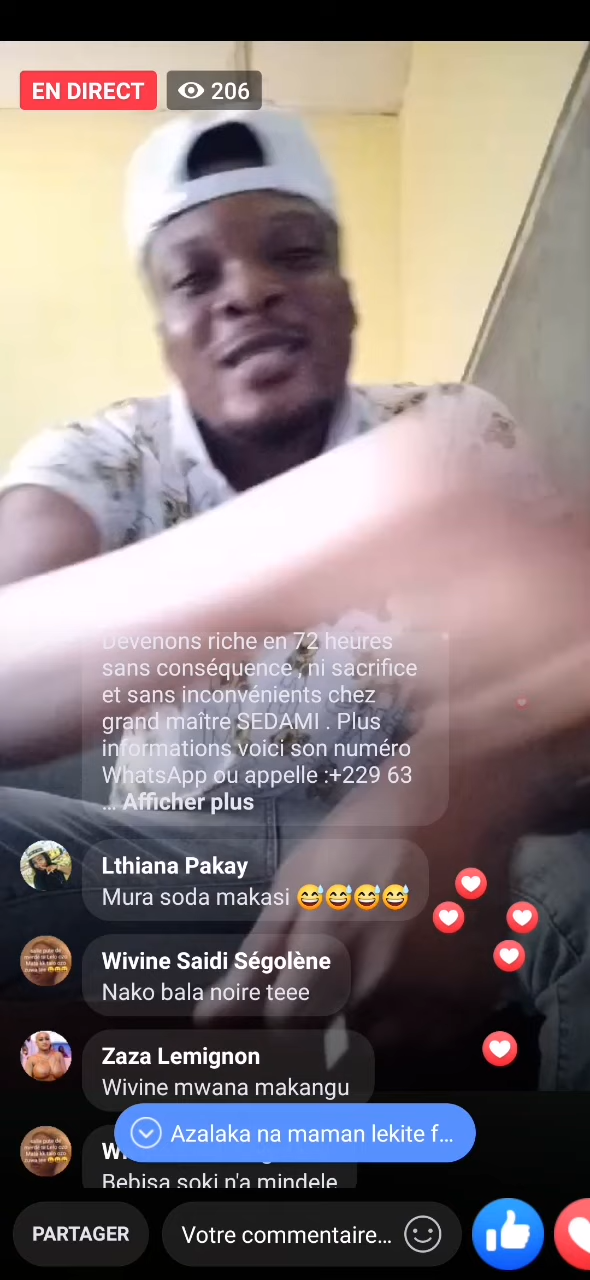 EN DIRECT
206
Devenons riche en 72 heures
sans conséquence , ni sacrifice
et sans inconvénients chez
grand maître SEDAMI . Plus
informations voici son numéro
WhatsApp ou appelle :+229 63
... Afficher plus
Lthiana Pakay
Mura soda makasi 😅😅😅😅
Wivine Saidi Ségolène
Nako bala noire teee
Zaza Lemignon
Wivine mwana makangu
Azalaka na maman lekite f...
Bebisa soki n'a mindele
PARTAGER
Votre commentaire...